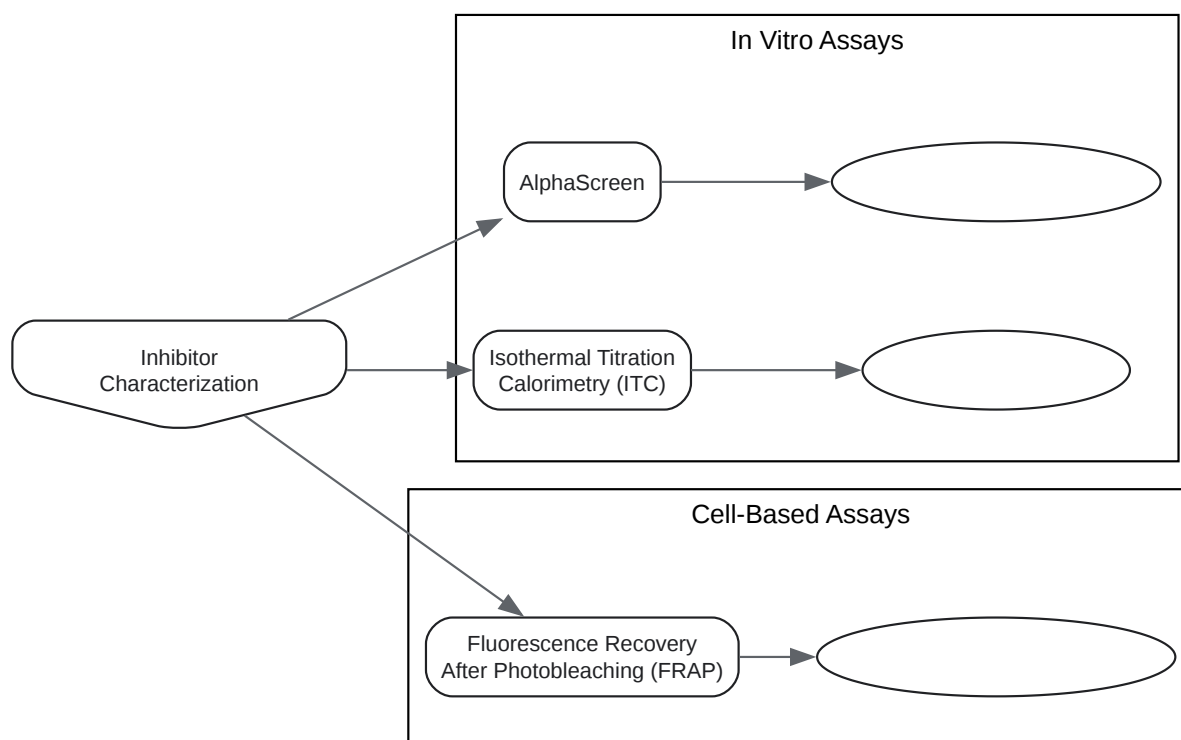 In Vitro Assays
AlphaScreen
Inhibitor
Characterization
Isothermal Titration
Calorimetry (ITC)
Cell-Based Assays
Fluorescence Recovery
After Photobleaching (FRAP)